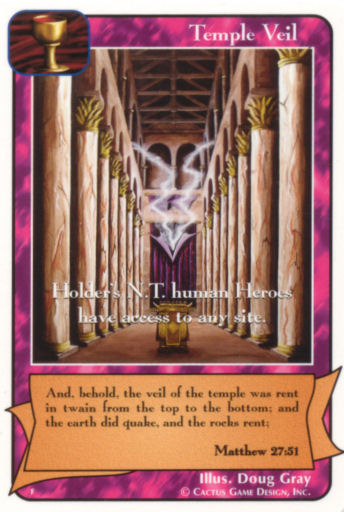 Temple Veil
Holder's N.T. human Heroes
have access to any site.
And, behold, the veil of the temple was rent
in twain from the top to the bottom; and
the earth did quake, and the rocks rent;
Matthew 27:51
Illus. Doug Gray
© Cactus Game Design, Inc.